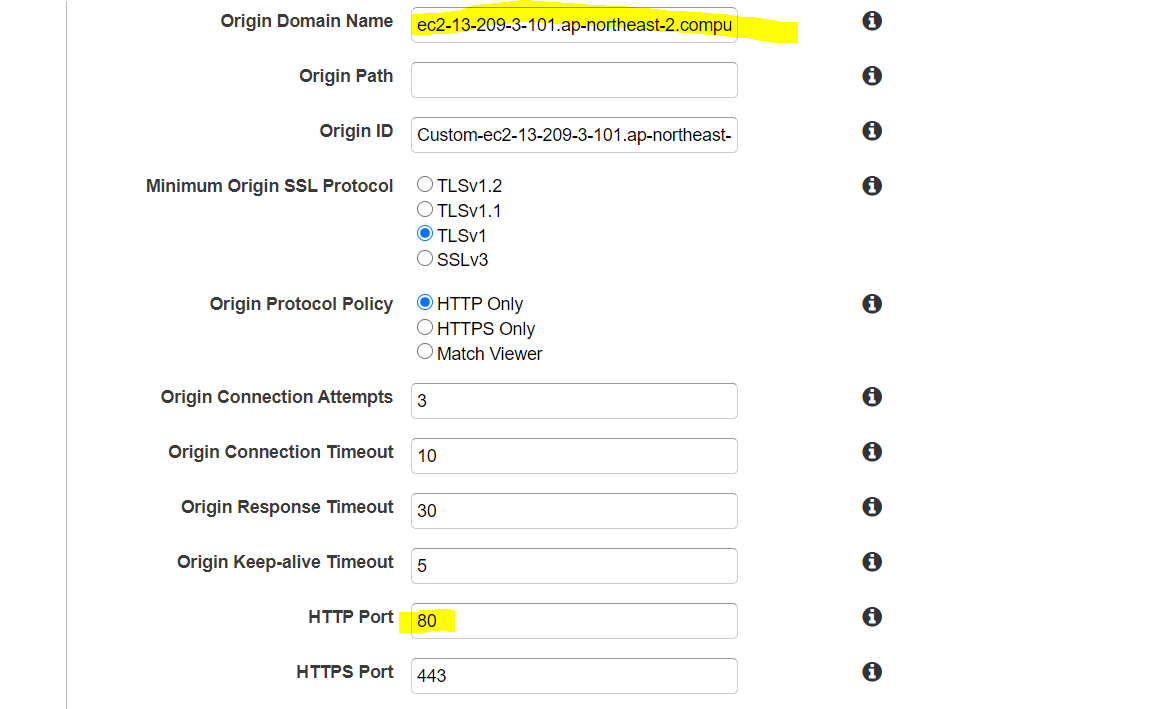 Origin Domain Name ec2-13-209-3-101.ap-northeast-2.compu
Origin Path
Origin ID Custom-ec2-13-209-3-101.ap-northeast-
Minimum Origin SSL Protocol TLSv1.2
TLSv1.1
TLSv1
SSLv3
Origin Protocol Policy HTTP Only
HTTPS Only
Match Viewer
Origin Connection Attempts 3
Origin Connection Timeout 10
Origin Response Timeout 30
Origin Keep-alive Timeout 5
HTTP Port 80
HTTPS Port 443